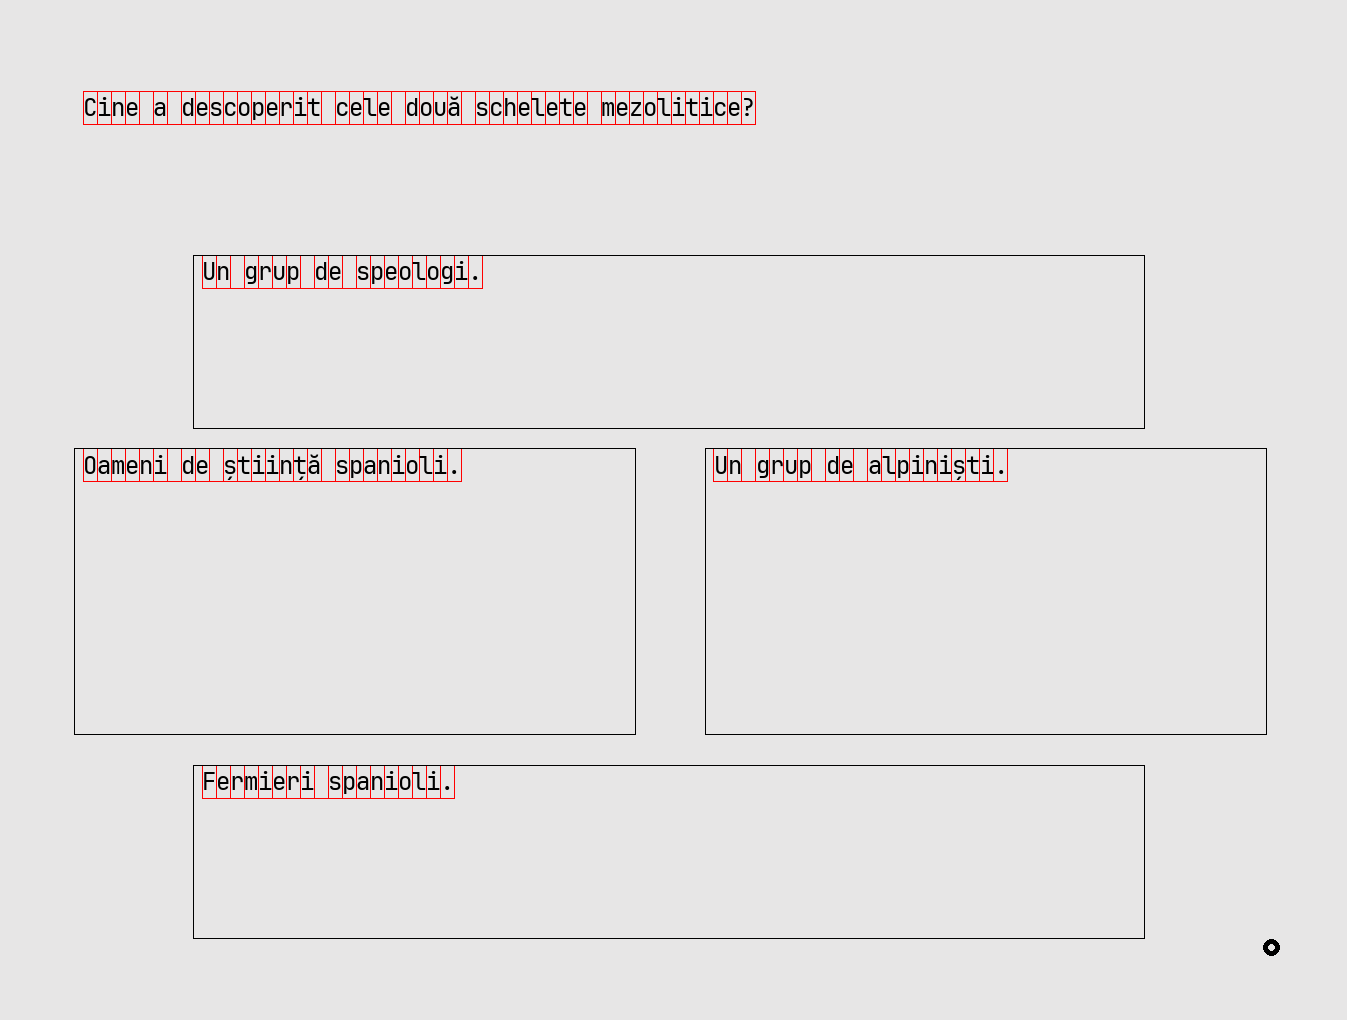 Cine a descoperit cele două schelete mezolitice?
Un grup de speologi.
Oameni de știință spanioli.
Un grup de alpiniști.
Fermieri spanioli.